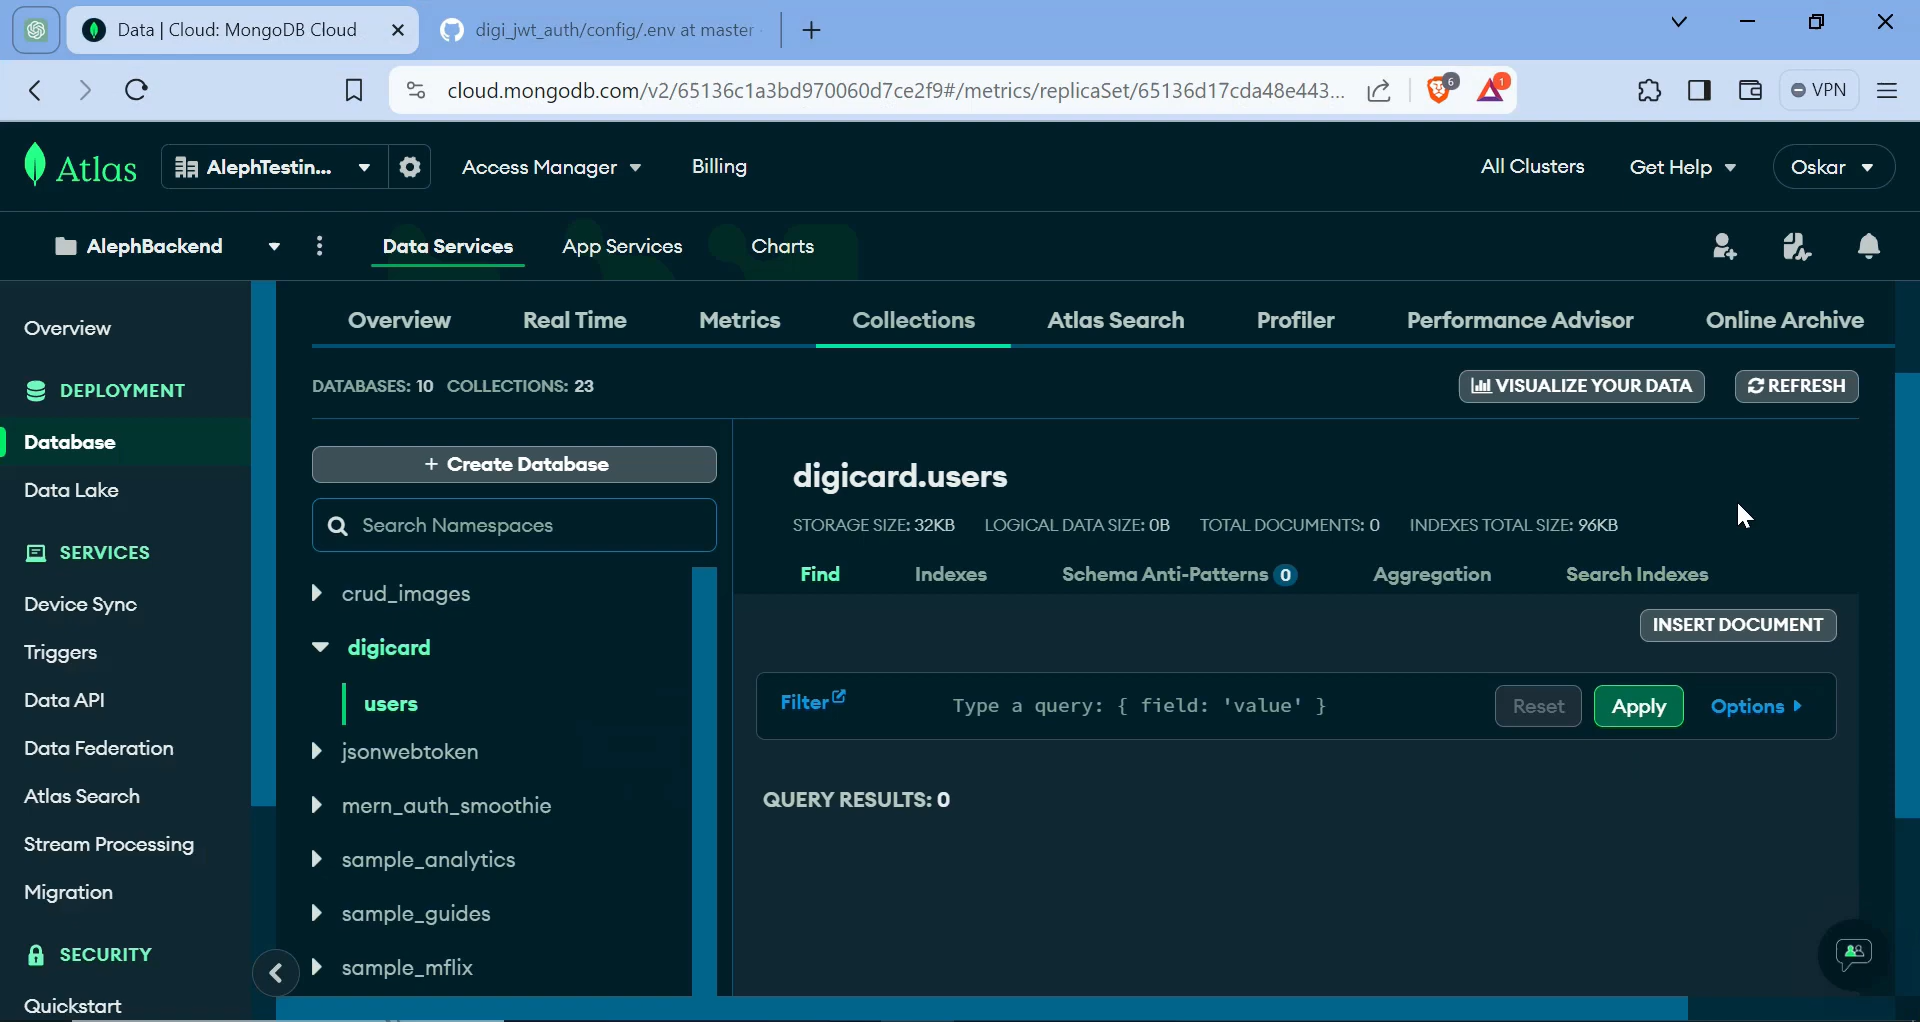 Data | Cloud: MongoDB Cloud
digi_jwt_auth/config/.env at master
cloud.mongodb.com/v2/65136c1a3bd970060d7ce2f9#/metrics/replicaSet/65136d17cda48e443...
6
1
VPN
Atlas
AlephTestin...
Access Manager
Billing
All Clusters
Get Help
Oskar
AlephBackend
Data Services
App Services
Charts
Overview
DEPLOYMENT
Database
Data Lake
SERVICES
Device Sync
Triggers
Data API
Data Federation
Atlas Search
Stream Processing
Migration
SECURITY
Quickstart
Overview
Real Time
Metrics
Collections
Atlas Search
Profiler
Performance Advisor
Online Archive
DATABASES: 10 COLLECTIONS: 23
VISUALIZE YOUR DATA
REFRESH
+ Create Database
Search Namespaces
crud_images
digicard
users
jsonwebtoken
mern_auth_smoothie
sample_analytics
sample_guides
sample_mflix
digicard.users
STORAGE SIZE: 32KB LOGICAL DATA SIZE: 0B TOTAL DOCUMENTS: 0 INDEXES TOTAL SIZE: 96KB
Find
Indexes
Schema Anti-Patterns 0
Aggregation
Search Indexes
INSERT DOCUMENT
Filter
Type a query: { field: 'value' }
Reset
Apply
Options
QUERY RESULTS: 0